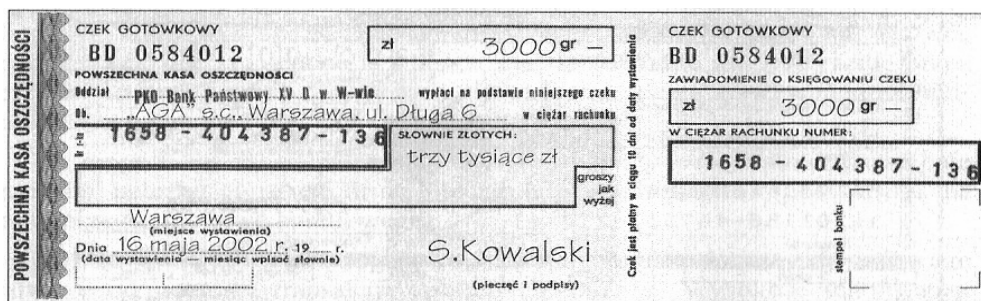 POWSZECHNA KASA OSZCZĘDNOŚCI
CZEK GOTÓWKOWY
BD 0584012
zł 3000 gr —
POWSZECHNA KASA OSZCZĘDNOŚCI
Oddział PKO Bank Państwowy XV D w W-wie wypłaci na podstawie niniejszego czeku
Ob. „AGA” s.c., Warszawa, ul. Długa 6 w ciężar rachunku
nr r-ku 1658 - 404387 - 136
SŁOWNIE ZŁOTYCH:
trzy tysiące zł
groszy
jak
wyżej
Warszawa
(miejsce wystawienia)
Dnia 16 maja 2002 r. 19 r.
(data wystawienia — miesiąc wpisać słownie)
S.Kowalski
(pieczęć i podpisy)
Czek jest płatny w ciągu 10 dni od daty wystawienia
CZEK GOTÓWKOWY
BD 0584012
ZAWIADOMIENIE O KSIĘGOWANIU CZEKU
zł 3000 gr —
W CIĘŻAR RACHUNKU NUMER:
1658 - 404387 - 136
stempel banku